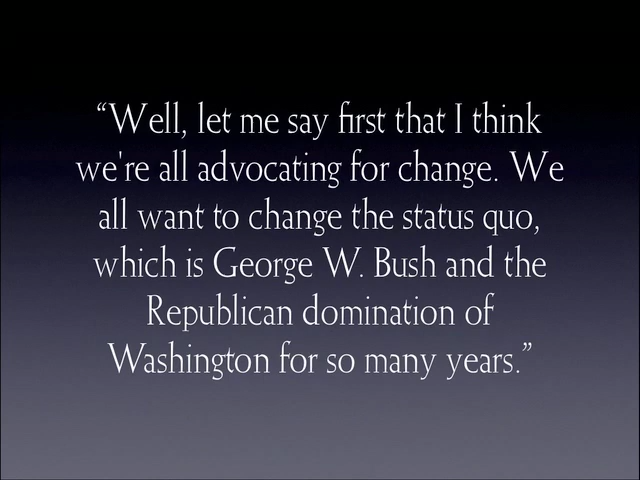 “Well, let me say first that I think
we're all advocating for change. We
all want to change the status quo,
which is George W. Bush and the
Republican domination of
Washington for so many years.”